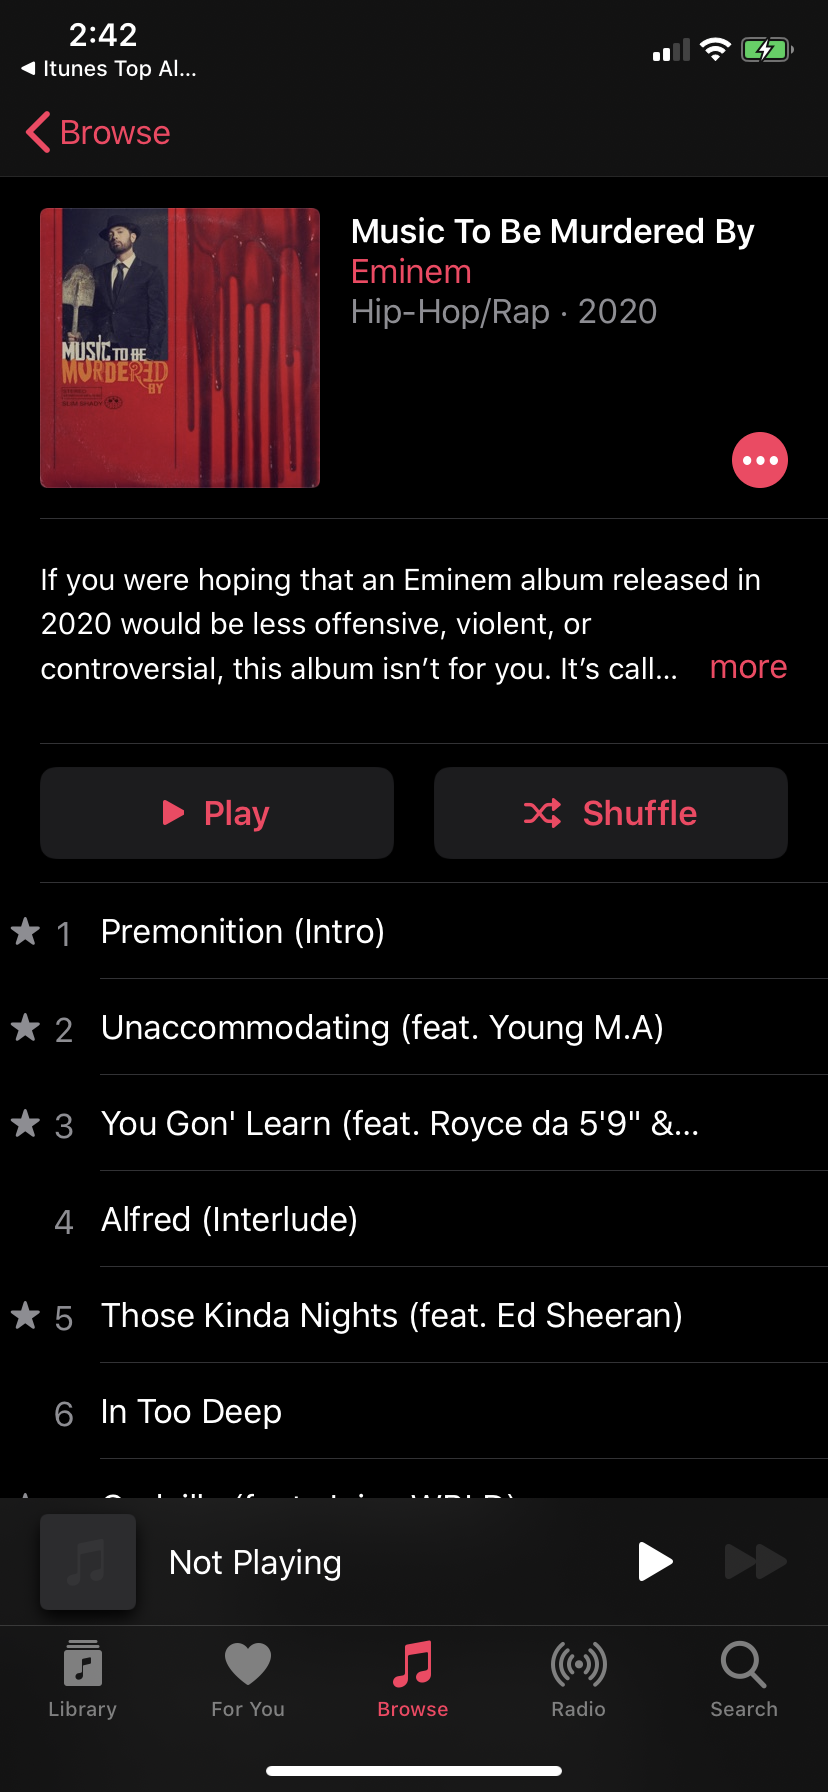 2:42
Itunes Top Al...
Browse
MUSIC TO BE
MURDERED
BY
Music To Be Murdered By
Eminem
Hip-Hop/Rap · 2020
If you were hoping that an Eminem album released in
2020 would be less offensive, violent, or
controversial, this album isn’t for you. It’s call... more
Play
Shuffle
1 Premonition (Intro)
2 Unaccommodating (feat. Young M.A)
3 You Gon' Learn (feat. Royce da 5'9" &...
4 Alfred (Interlude)
5 Those Kinda Nights (feat. Ed Sheeran)
6 In Too Deep
Not Playing
Library
For You
Browse
Radio
Search